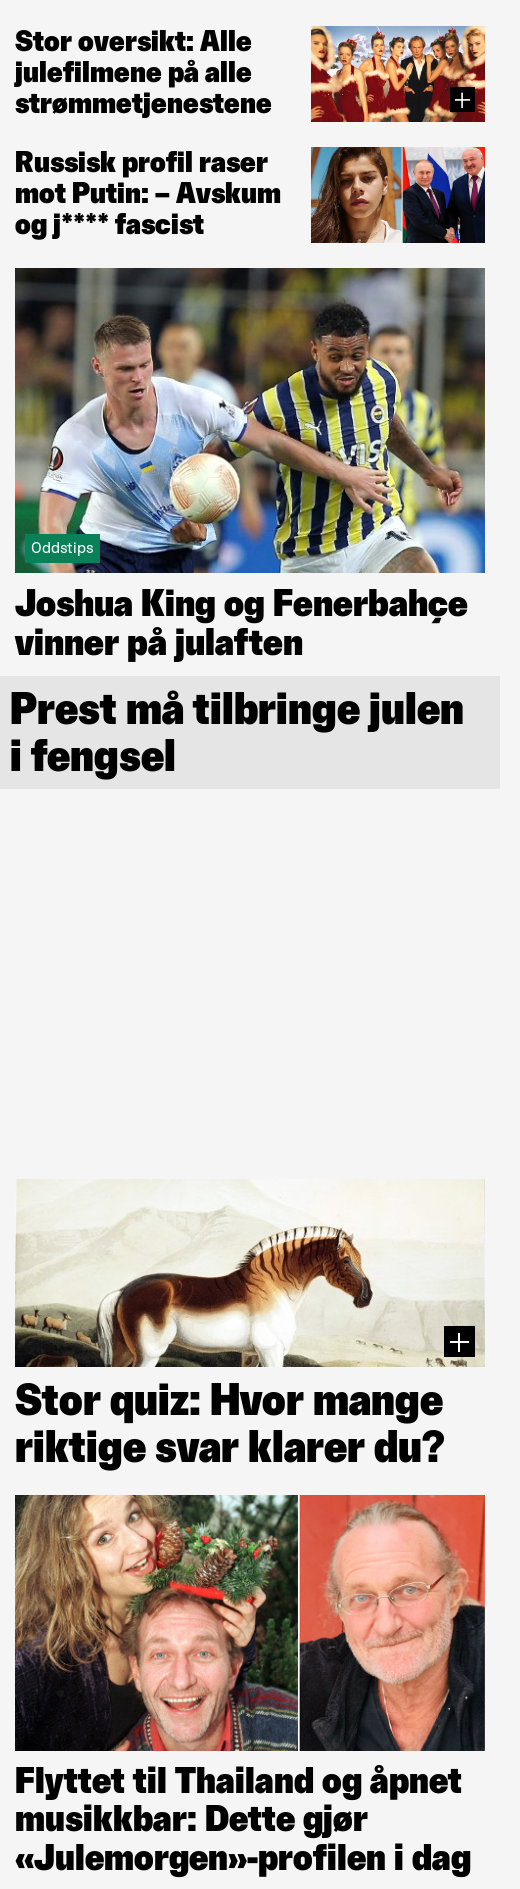 Stor oversikt: Alle
julefilmene på alle
strømmetjenestene
Russisk profil raser
mot Putin: – Avskum
og j**** fascist
Oddstips
Joshua King og Fenerbahçe
vinner på julaften
Prest må tilbringe julen
i fengsel
Stor quiz: Hvor mange
riktige svar klarer du?
Flyttet til Thailand og åpnet
musikkbar: Dette gjør
«Julemorgen»-profilen i dag